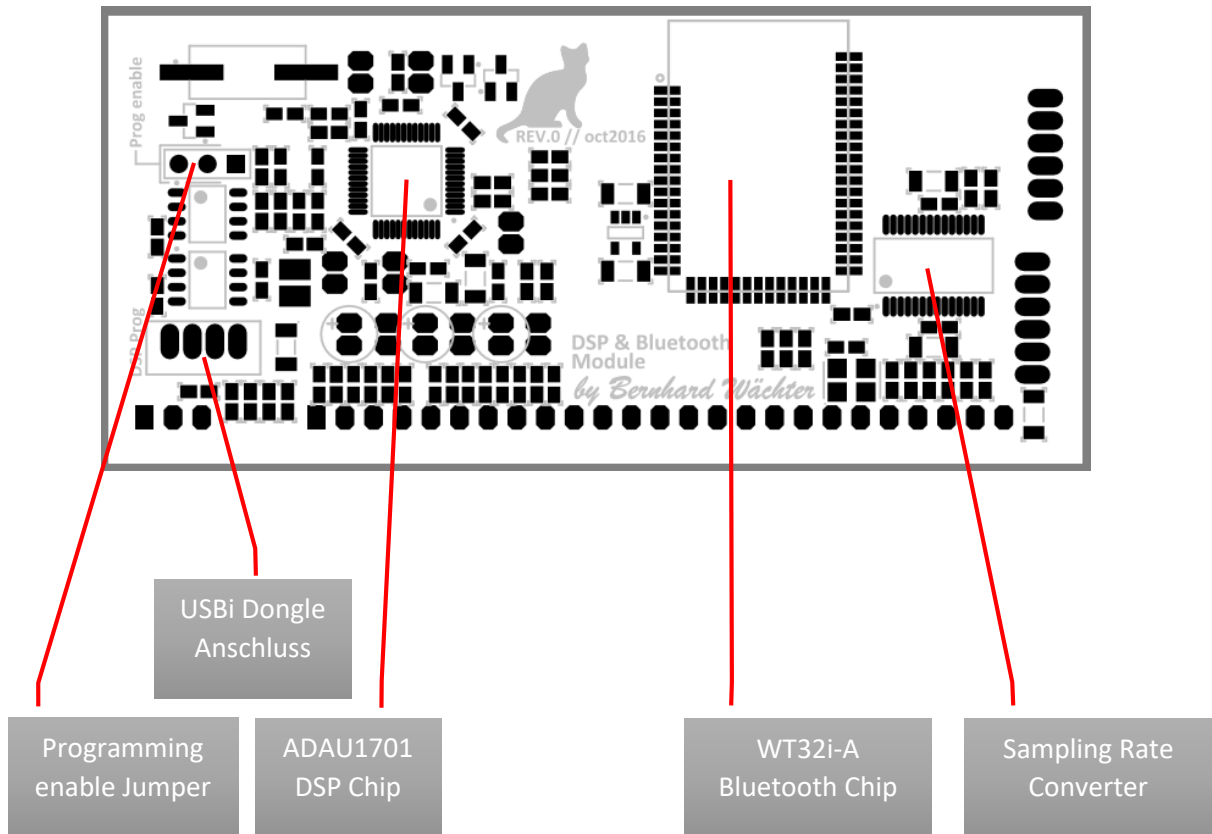 Prog enable
REV.0 // oct2016
DSP Prog
DSP & Bluetooth
Module
by Bernhard Wächter
USBi Dongle
Anschluss
Programming
enable Jumper
ADAU1701
DSP Chip
WT32i-A
Bluetooth Chip
Sampling Rate
Converter